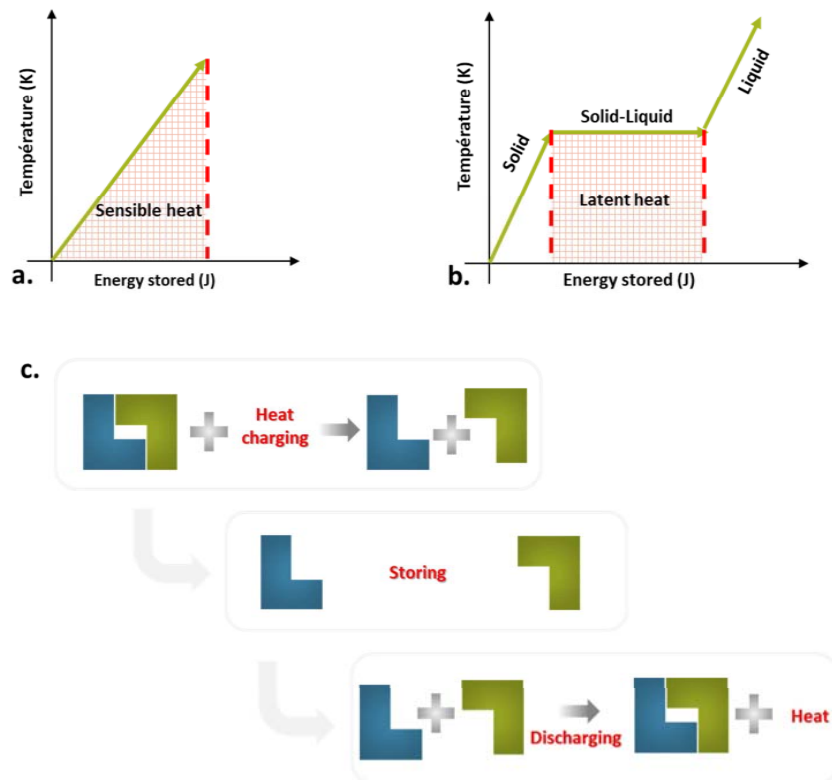 Température (K)
Sensible heat
a.
Energy stored (J)
Température (K)
Solid
Solid-Liquid
Liquid
Latent heat
b.
Energy stored (J)
c.
Heat
charging
Storing
Discharging
Heat